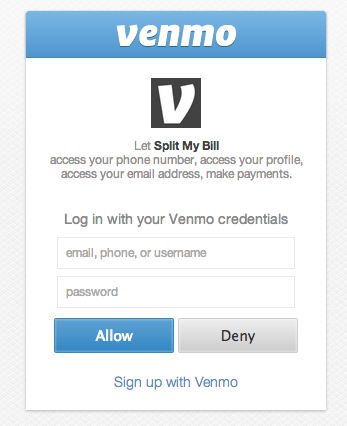 venmo
V
Let Split My Bill
access your phone number, access your profile,
access your email address, make payments.
Log in with your Venmo credentials
email, phone, or username
password
Allow
Deny
Sign up with Venmo